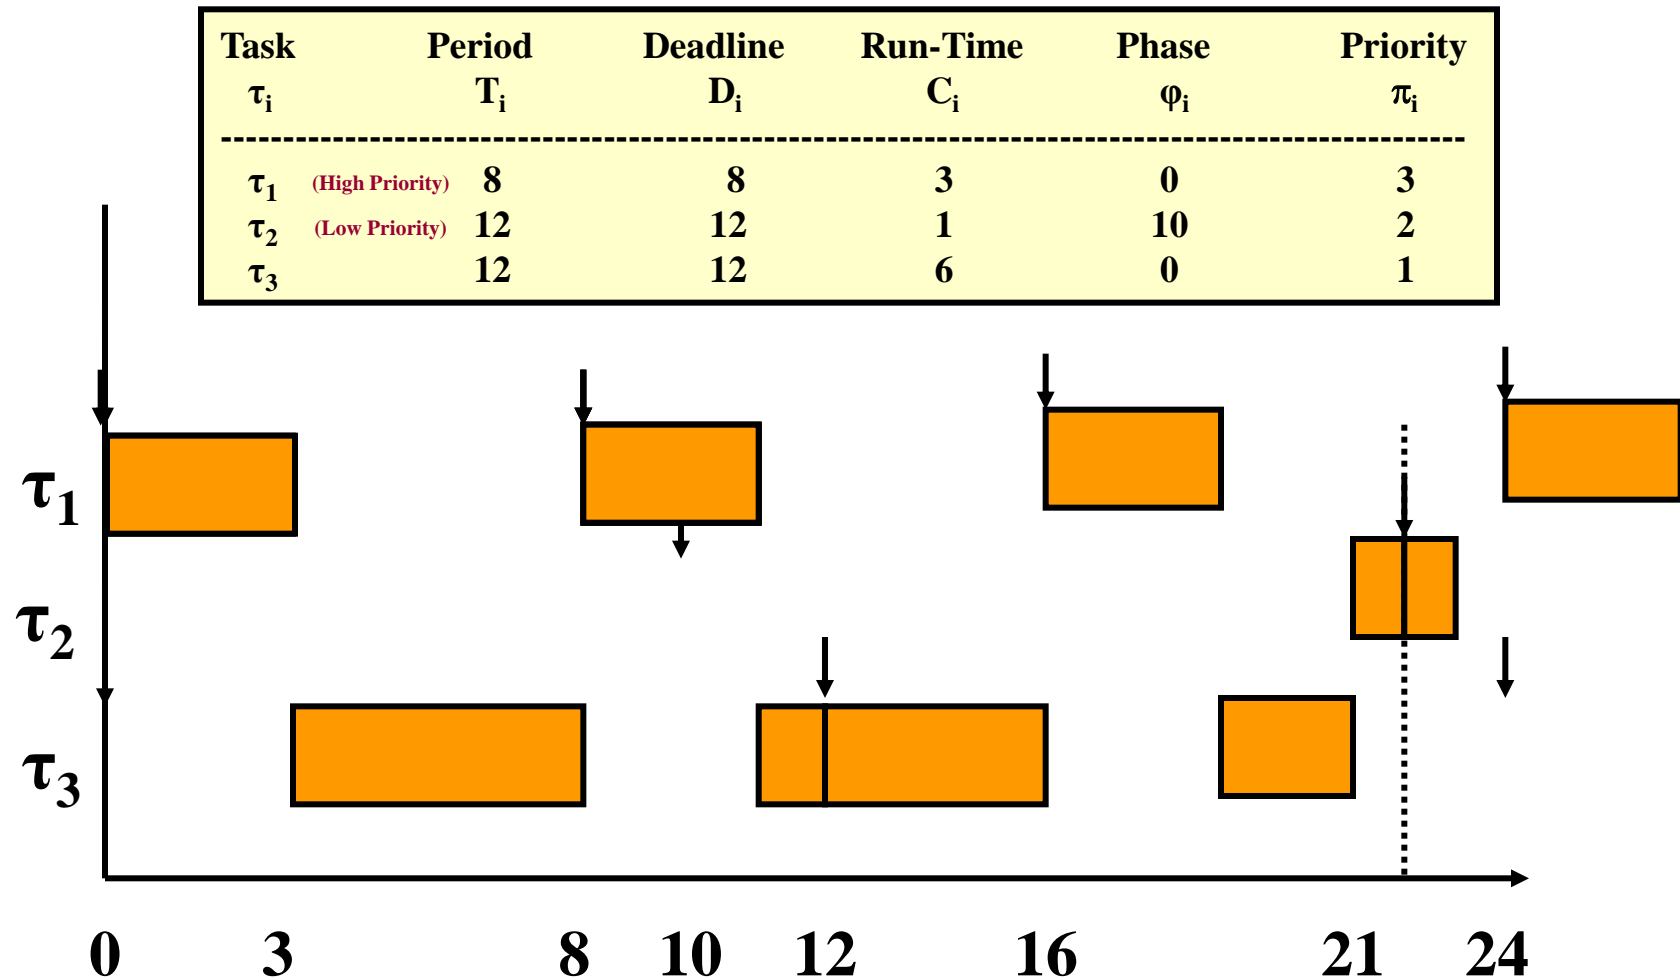 Task Period Deadline Run-Time Phase Priority
τi Ti Di Ci φi πi
--------------------------------------------------------------------------------
τ1 (High Priority) 8 8 3 0 3
τ2 (Low Priority) 12 12 1 10 2
τ3 12 12 6 0 1
τ1
τ2
τ3
0 3 8 10 12 16 21 24